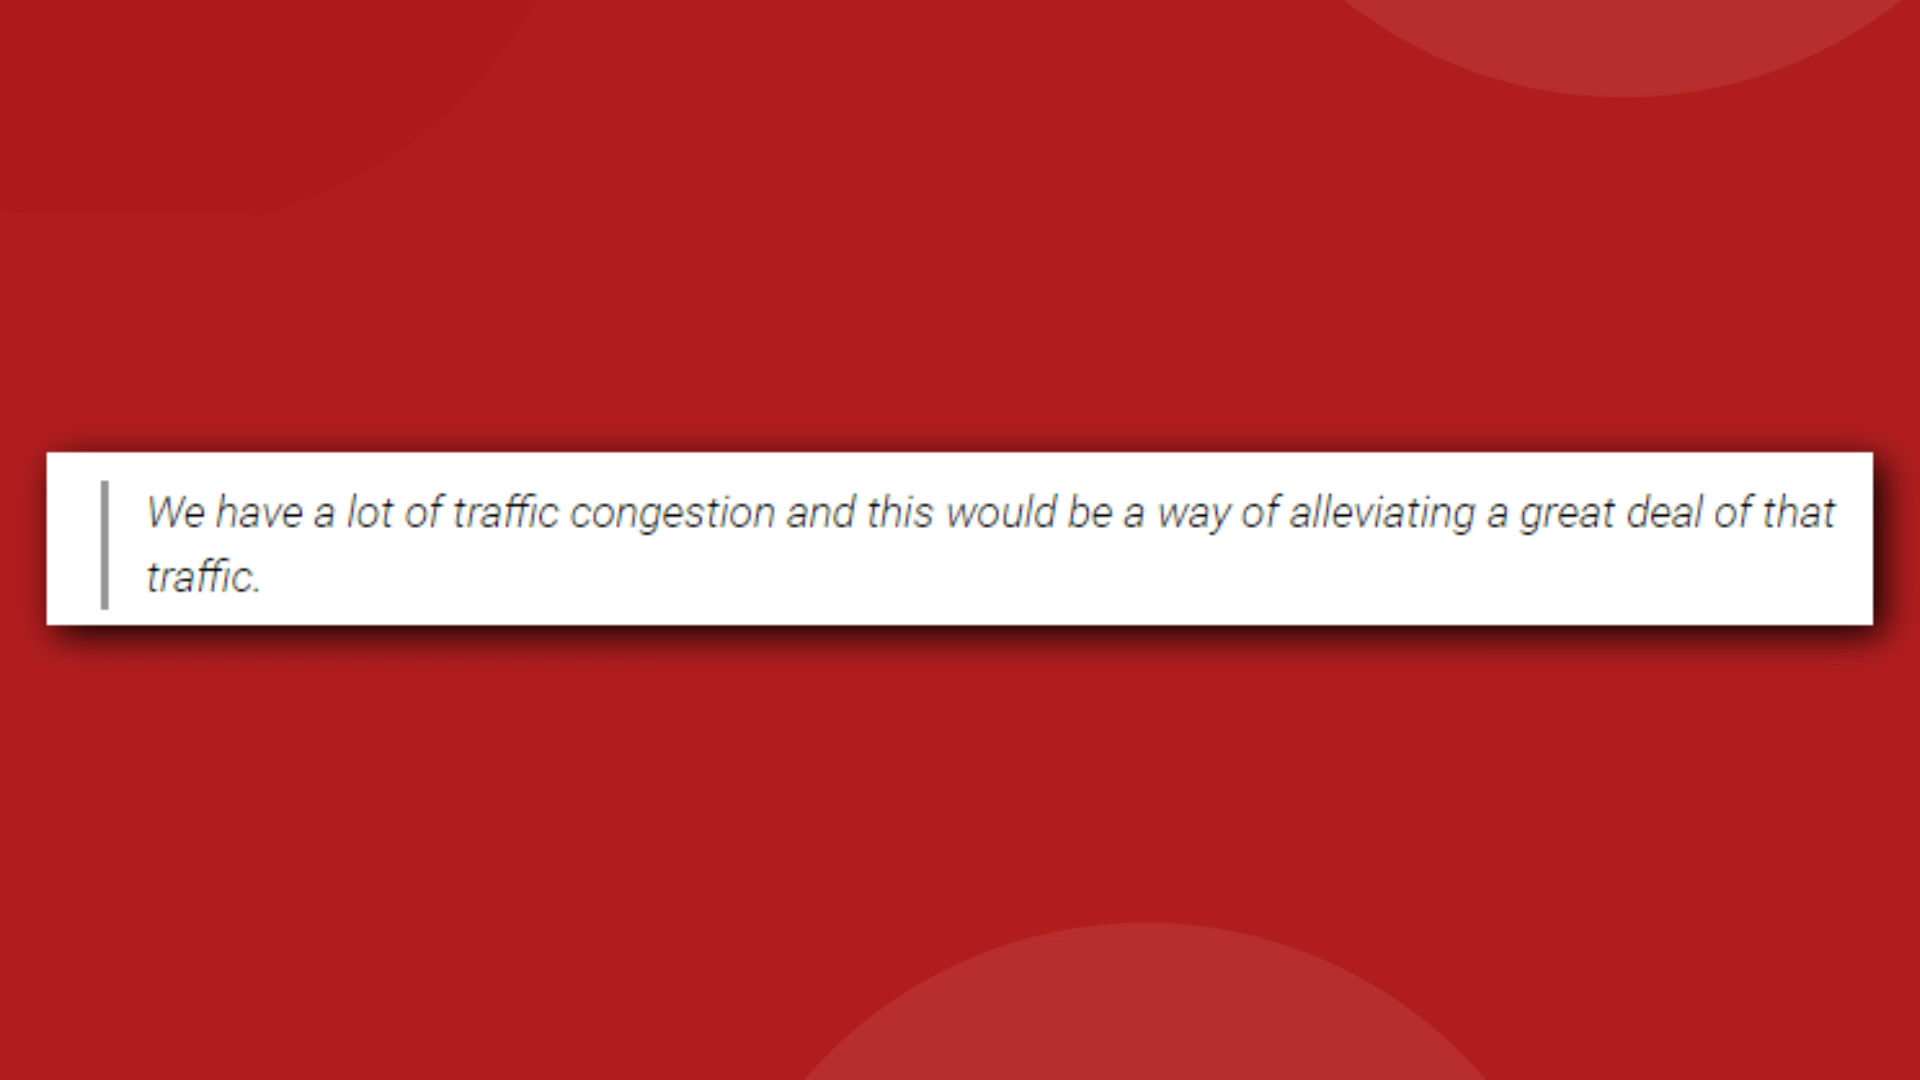 We have a lot of traffic congestion and this would be a way of alleviating a great deal of that
traffic.